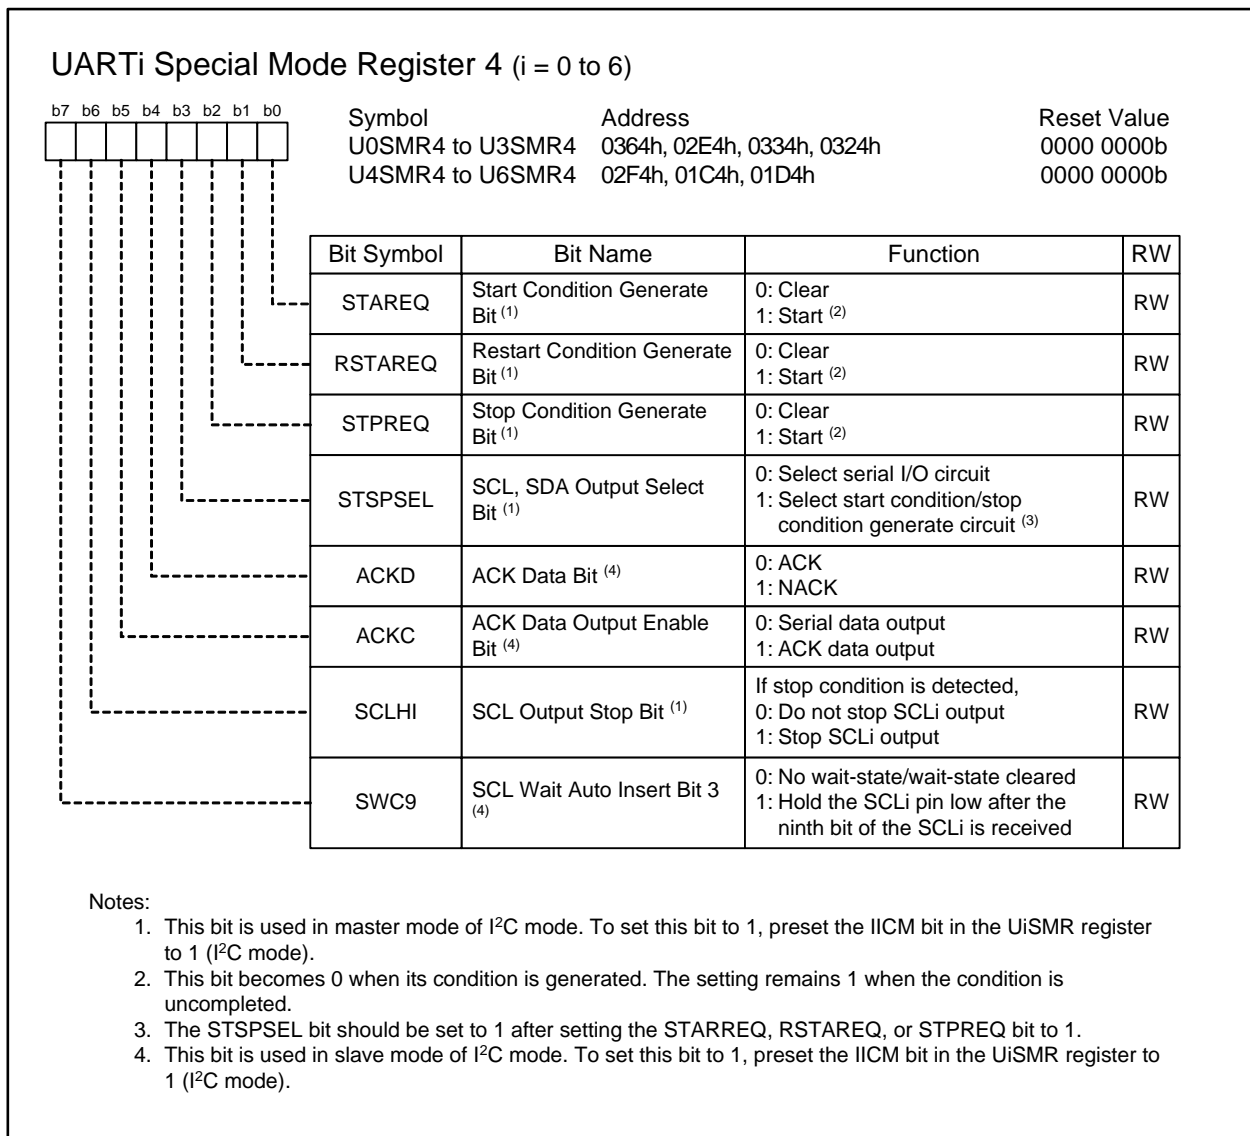 UARTi Special Mode Register 4 (i = 0 to 6)
b7 b6 b5 b4 b3 b2 b1 b0
Symbol Address Reset Value
U0SMR4 to U3SMR4 0364h, 02E4h, 0334h, 0324h 0000 0000b
U4SMR4 to U6SMR4 02F4h, 01C4h, 01D4h 0000 0000b
Bit Symbol Bit Name Function RW
STAREQ Start Condition Generate Bit (1) 0: Clear 1: Start (2) RW
RSTAREQ Restart Condition Generate Bit (1) 0: Clear 1: Start (2) RW
STPREQ Stop Condition Generate Bit (1) 0: Clear 1: Start (2) RW
STSPSEL SCL, SDA Output Select Bit (1) 0: Select serial I/O circuit 1: Select start condition/stop condition generate circuit (3) RW
ACKD ACK Data Bit (4) 0: ACK 1: NACK RW
ACKC ACK Data Output Enable Bit (4) 0: Serial data output 1: ACK data output RW
SCLHI SCL Output Stop Bit (1) If stop condition is detected, 0: Do not stop SCLi output 1: Stop SCLi output RW
SWC9 SCL Wait Auto Insert Bit 3 (4) 0: No wait-state/wait-state cleared 1: Hold the SCLi pin low after the ninth bit of the SCLi is received RW
Notes:
1. This bit is used in master mode of I²C mode. To set this bit to 1, preset the IICM bit in the UiSMR register
to 1 (I²C mode).
2. This bit becomes 0 when its condition is generated. The setting remains 1 when the condition is
uncompleted.
3. The STSPSEL bit should be set to 1 after setting the STARREQ, RSTAREQ, or STPREQ bit to 1.
4. This bit is used in slave mode of I²C mode. To set this bit to 1, preset the IICM bit in the UiSMR register to
1 (I²C mode).